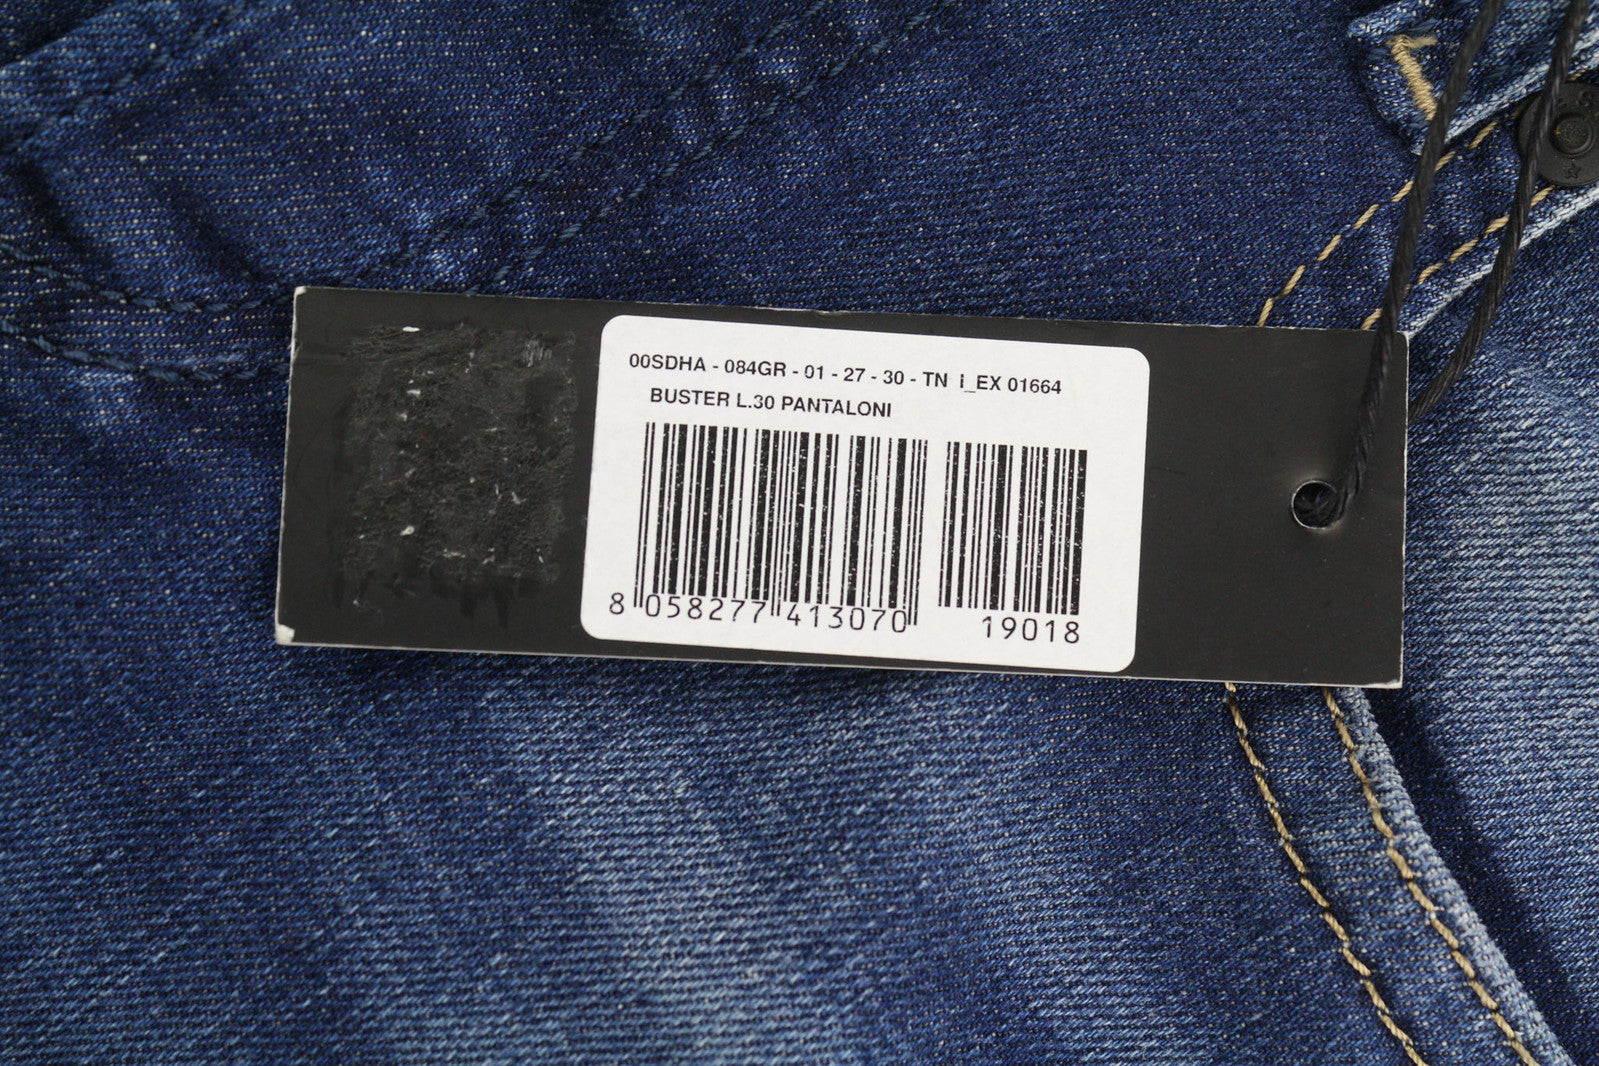 00SDHA - 084GR - 01 - 27 - 30 - TN i_EX 01664
BUSTER L.30 PANTALONI
8 058277 413070 19018